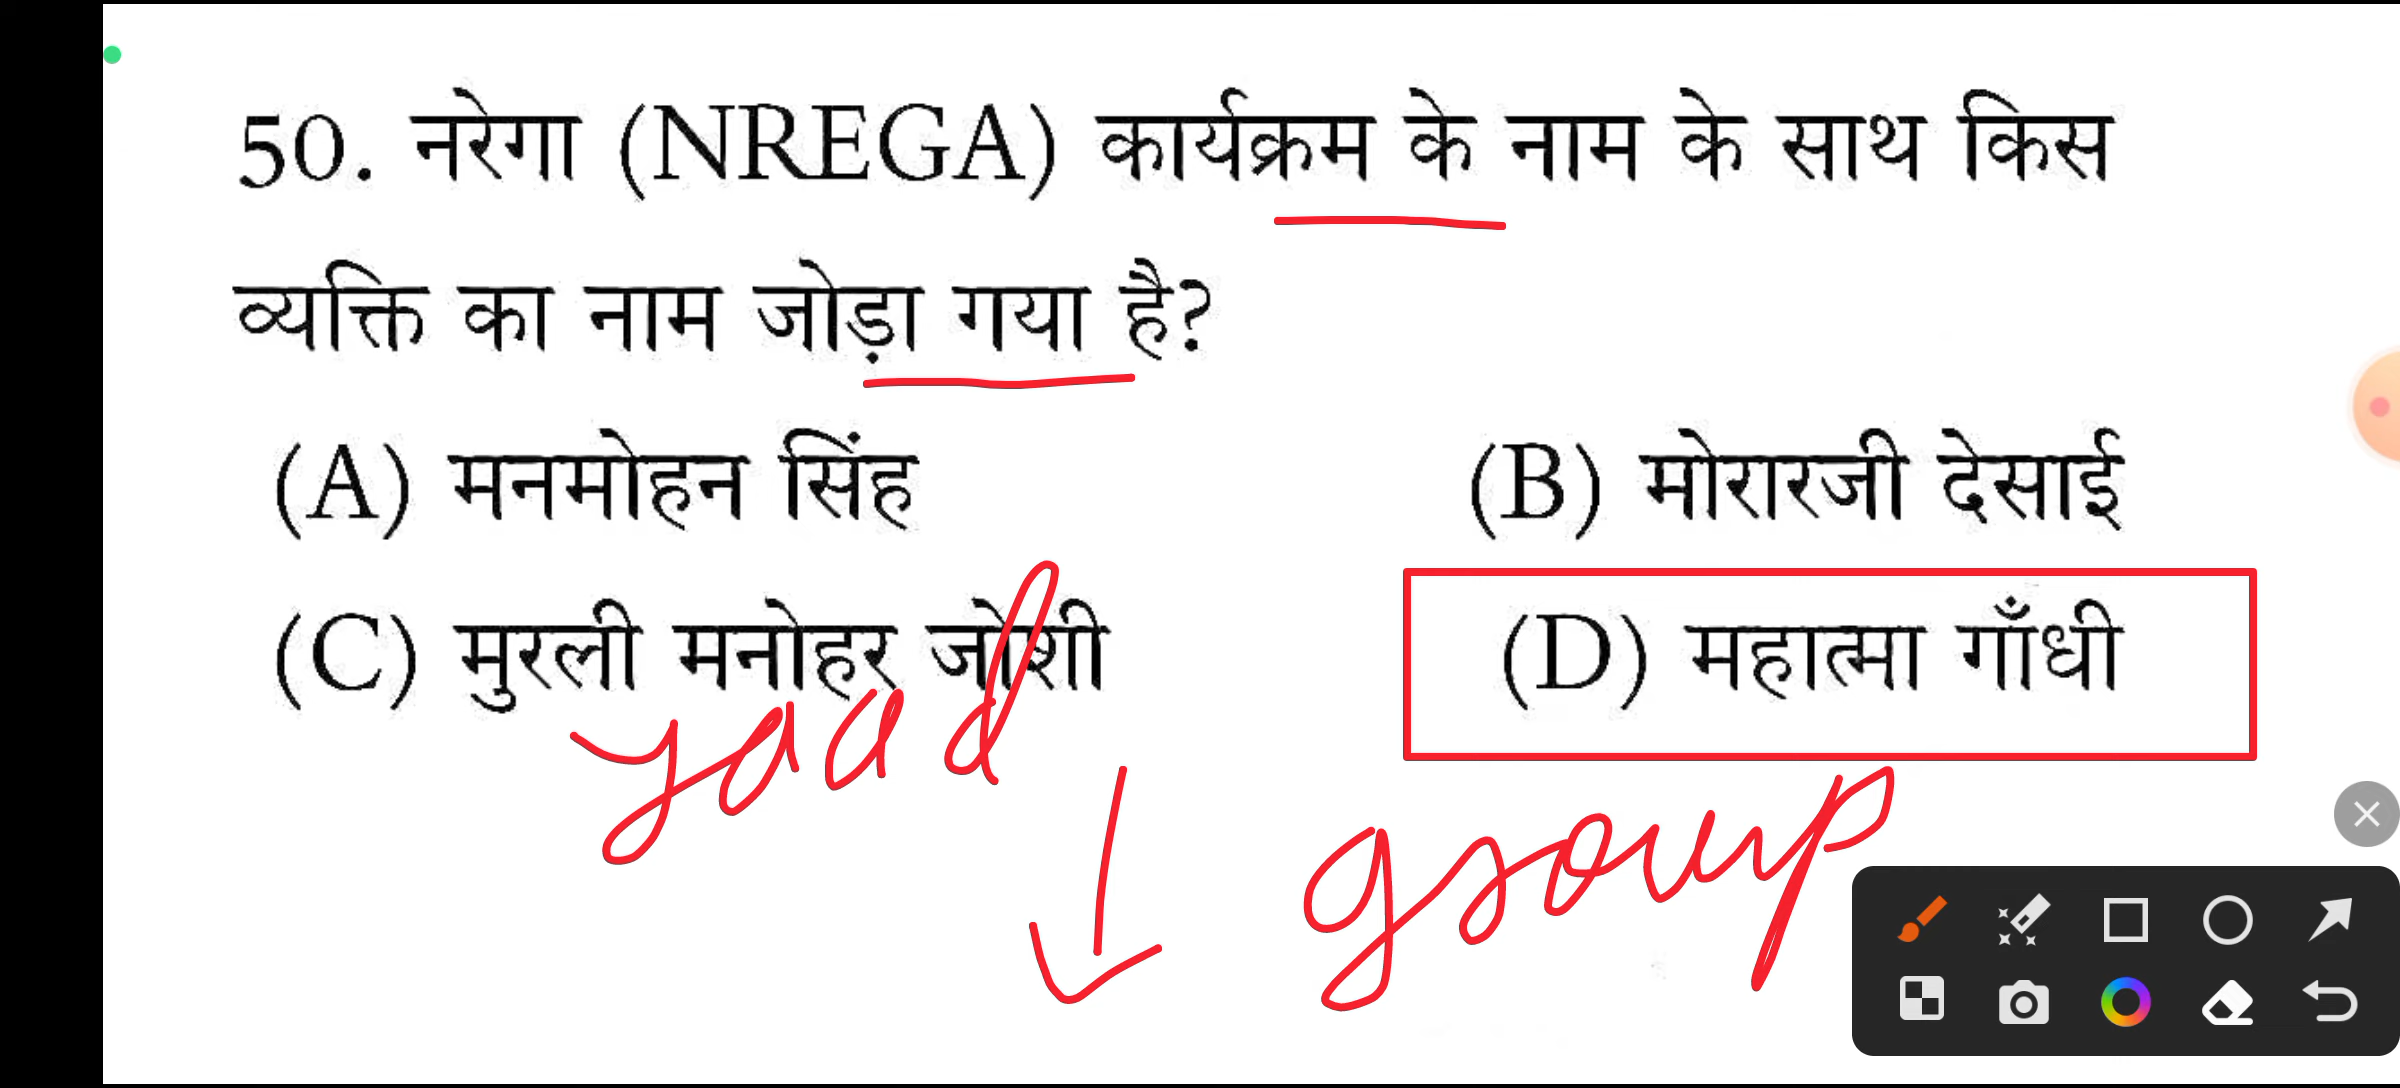 50. नरेगा (NREGA) कार्यक्रम के नाम के साथ किस
व्यक्ति का नाम जोड़ा गया है?
(A) मनमोहन सिंह (B) मोरारजी देसाई
(C) मुरली मनोहर जोशी (D) महात्मा गाँधी
yaad
group